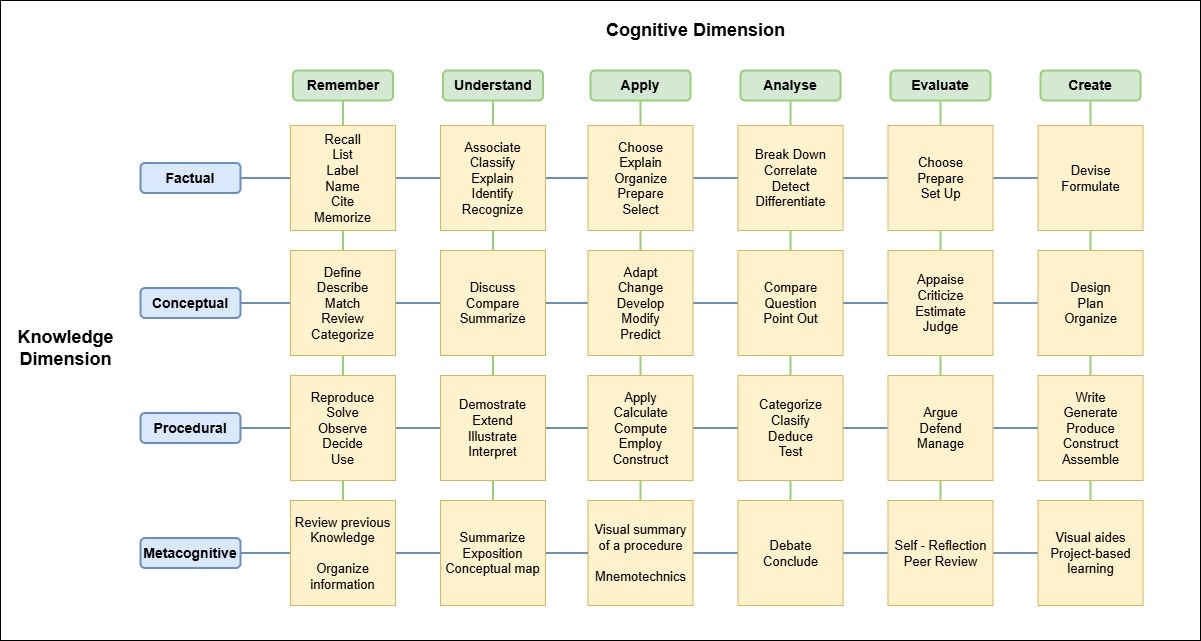 Cognitive Dimension
Remember
Understand
Apply
Analyse
Evaluate
Create
Knowledge
Dimension
Factual
Recall
List
Label
Name
Cite
Memorize
Associate
Classify
Explain
Identify
Recognize
Choose
Explain
Organize
Prepare
Select
Break Down
Correlate
Detect
Differentiate
Choose
Prepare
Set Up
Devise
Formulate
Conceptual
Define
Describe
Match
Review
Categorize
Discuss
Compare
Summarize
Adapt
Change
Develop
Modify
Predict
Compare
Question
Point Out
Appaise
Criticize
Estimate
Judge
Design
Plan
Organize
Procedural
Reproduce
Solve
Observe
Decide
Use
Demostrate
Extend
Illustrate
Interpret
Apply
Calculate
Compute
Employ
Construct
Categorize
Clasify
Deduce
Test
Argue
Defend
Manage
Write
Generate
Produce
Construct
Assemble
Metacognitive
Review previous
Knowledge
Organize
information
Summarize
Exposition
Conceptual map
Visual summary
of a procedure
Mnemotechnics
Debate
Conclude
Self - Reflection
Peer Review
Visual aides
Project-based
learning